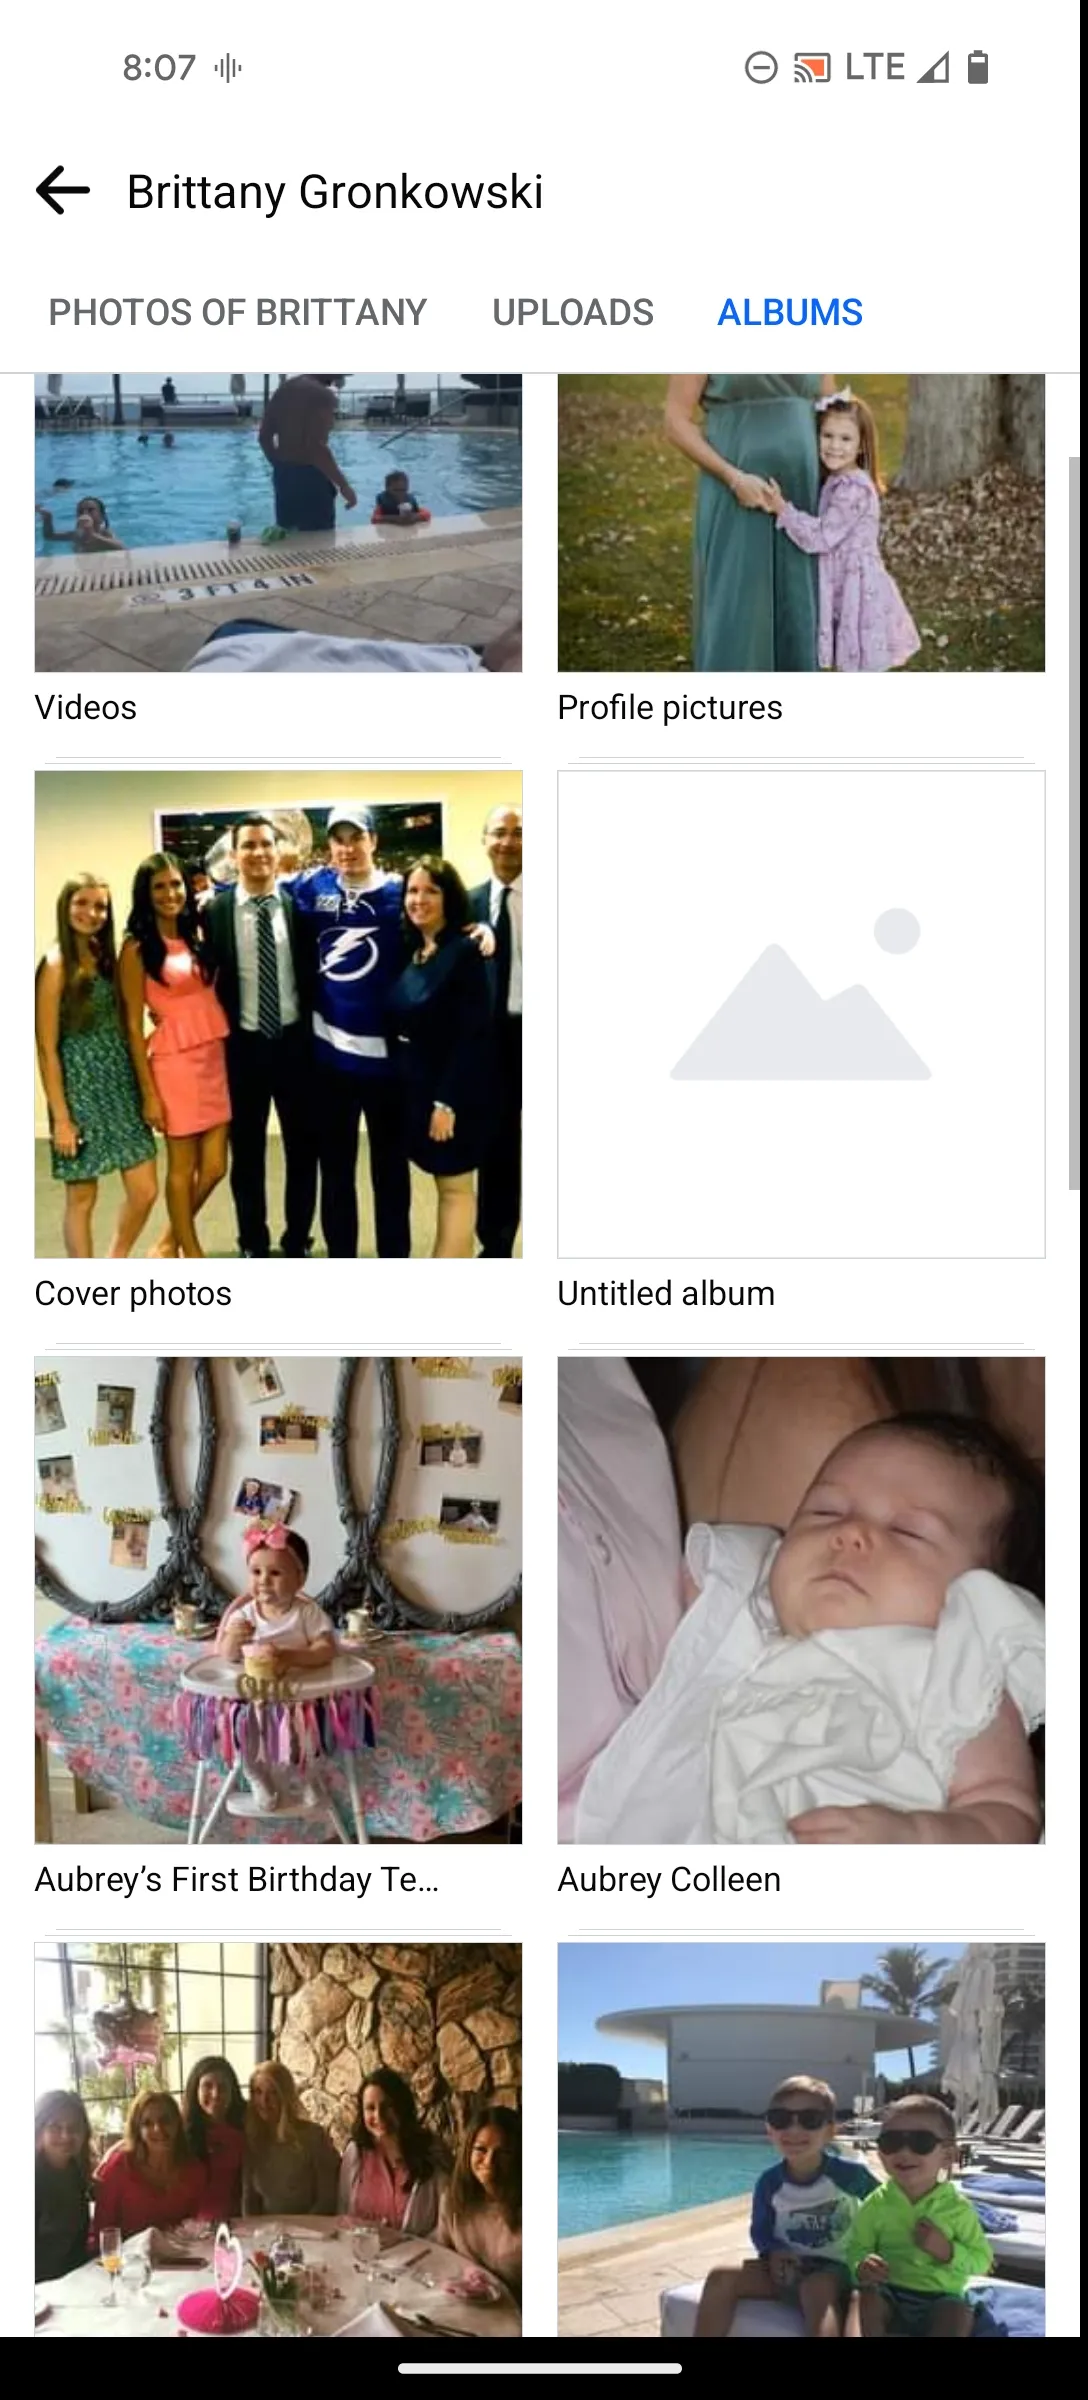 8:07
LTE
Brittany Gronkowski
PHOTOS OF BRITTANY UPLOADS ALBUMS
3 FT 4 IN
Videos
Profile pictures
Cover photos
Untitled album
one
Aubrey’s First Birthday Te...
Aubrey Colleen